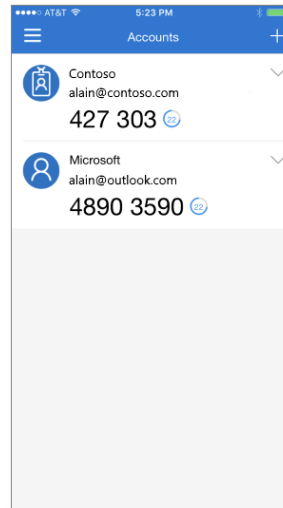 AT&T 5:23 PM
Accounts
Contoso
alain@contoso.com
427 303 22
Microsoft
alain@outlook.com
4890 3590 22